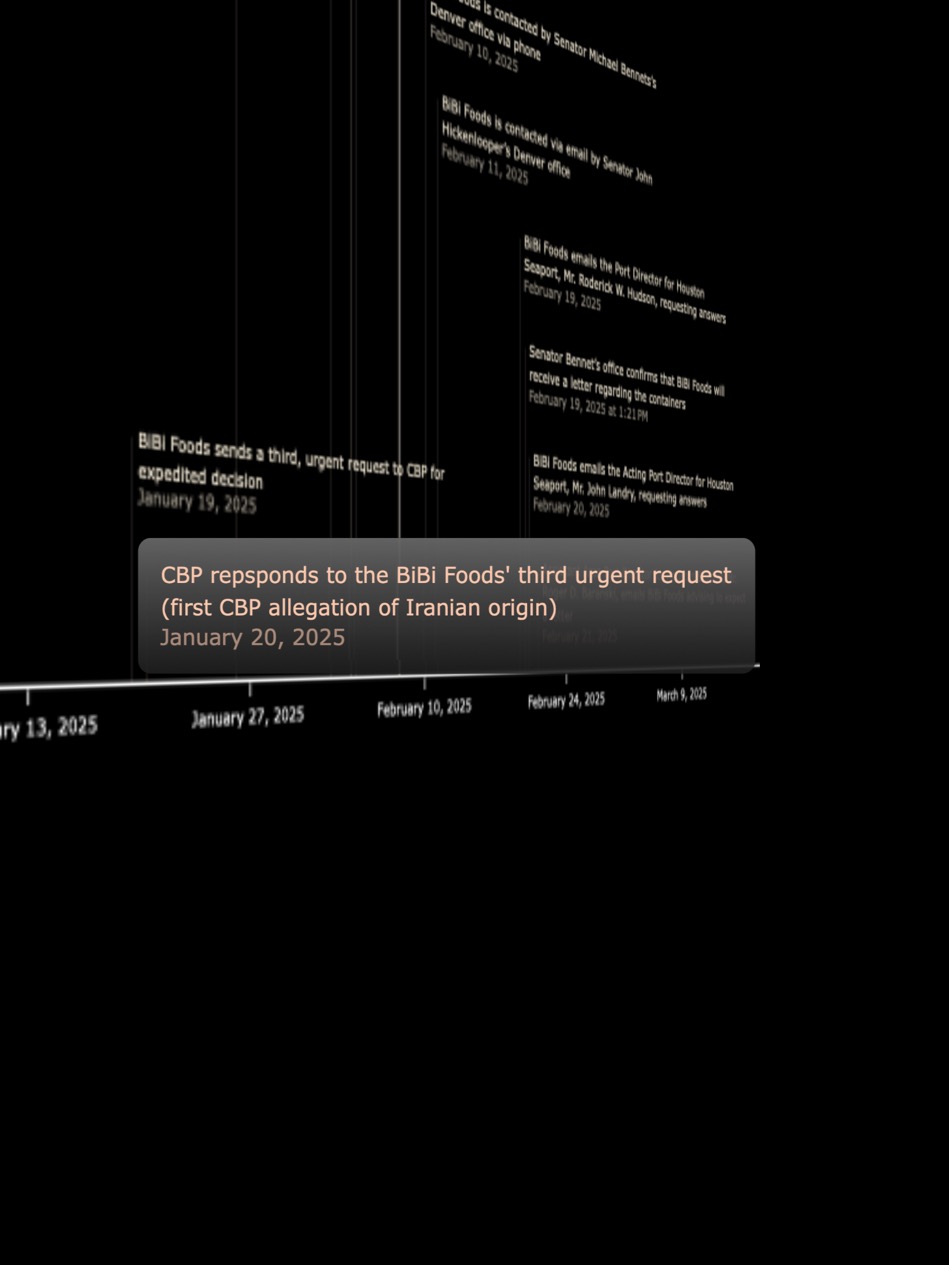 is contacted by Senator Michael Bennets's
Denver office via phone
February 10, 2025
BiBi Foods is contacted via email by Senator John
Hickenlooper's Denver office
February 11, 2025
BiBi Foods emails the Port Director for Houston
Seaport, Mr. Roderick W. Hudson, requesting answers
February 19, 2025
Senator Bennet's office confirms that BiBi Foods will
receive a letter regarding the containers
February 19, 2025 at 1:21 PM
BiBi Foods sends a third, urgent request to CBP for
expedited decision
January 19, 2025
BiBi Foods emails the Acting Port Director for Houston
Seaport, Mr. John Landry, requesting answers
February 20, 2025
CBP repsponds to the BiBi Foods' third urgent request
(first CBP allegation of Iranian origin)
January 20, 2025
February 21, 2025
ry 13, 2025
January 27, 2025
February 10, 2025
February 24, 2025
March 9, 2025